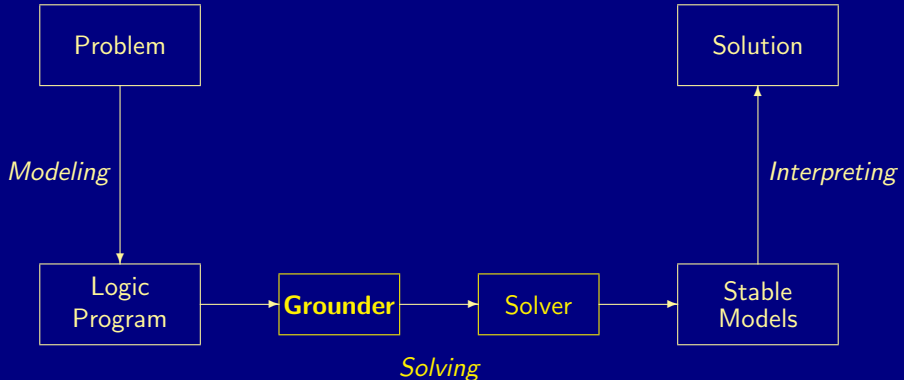 Problem
Solution
Modeling
Interpreting
Logic
Program
Grounder
Solver
Stable
Models
Solving